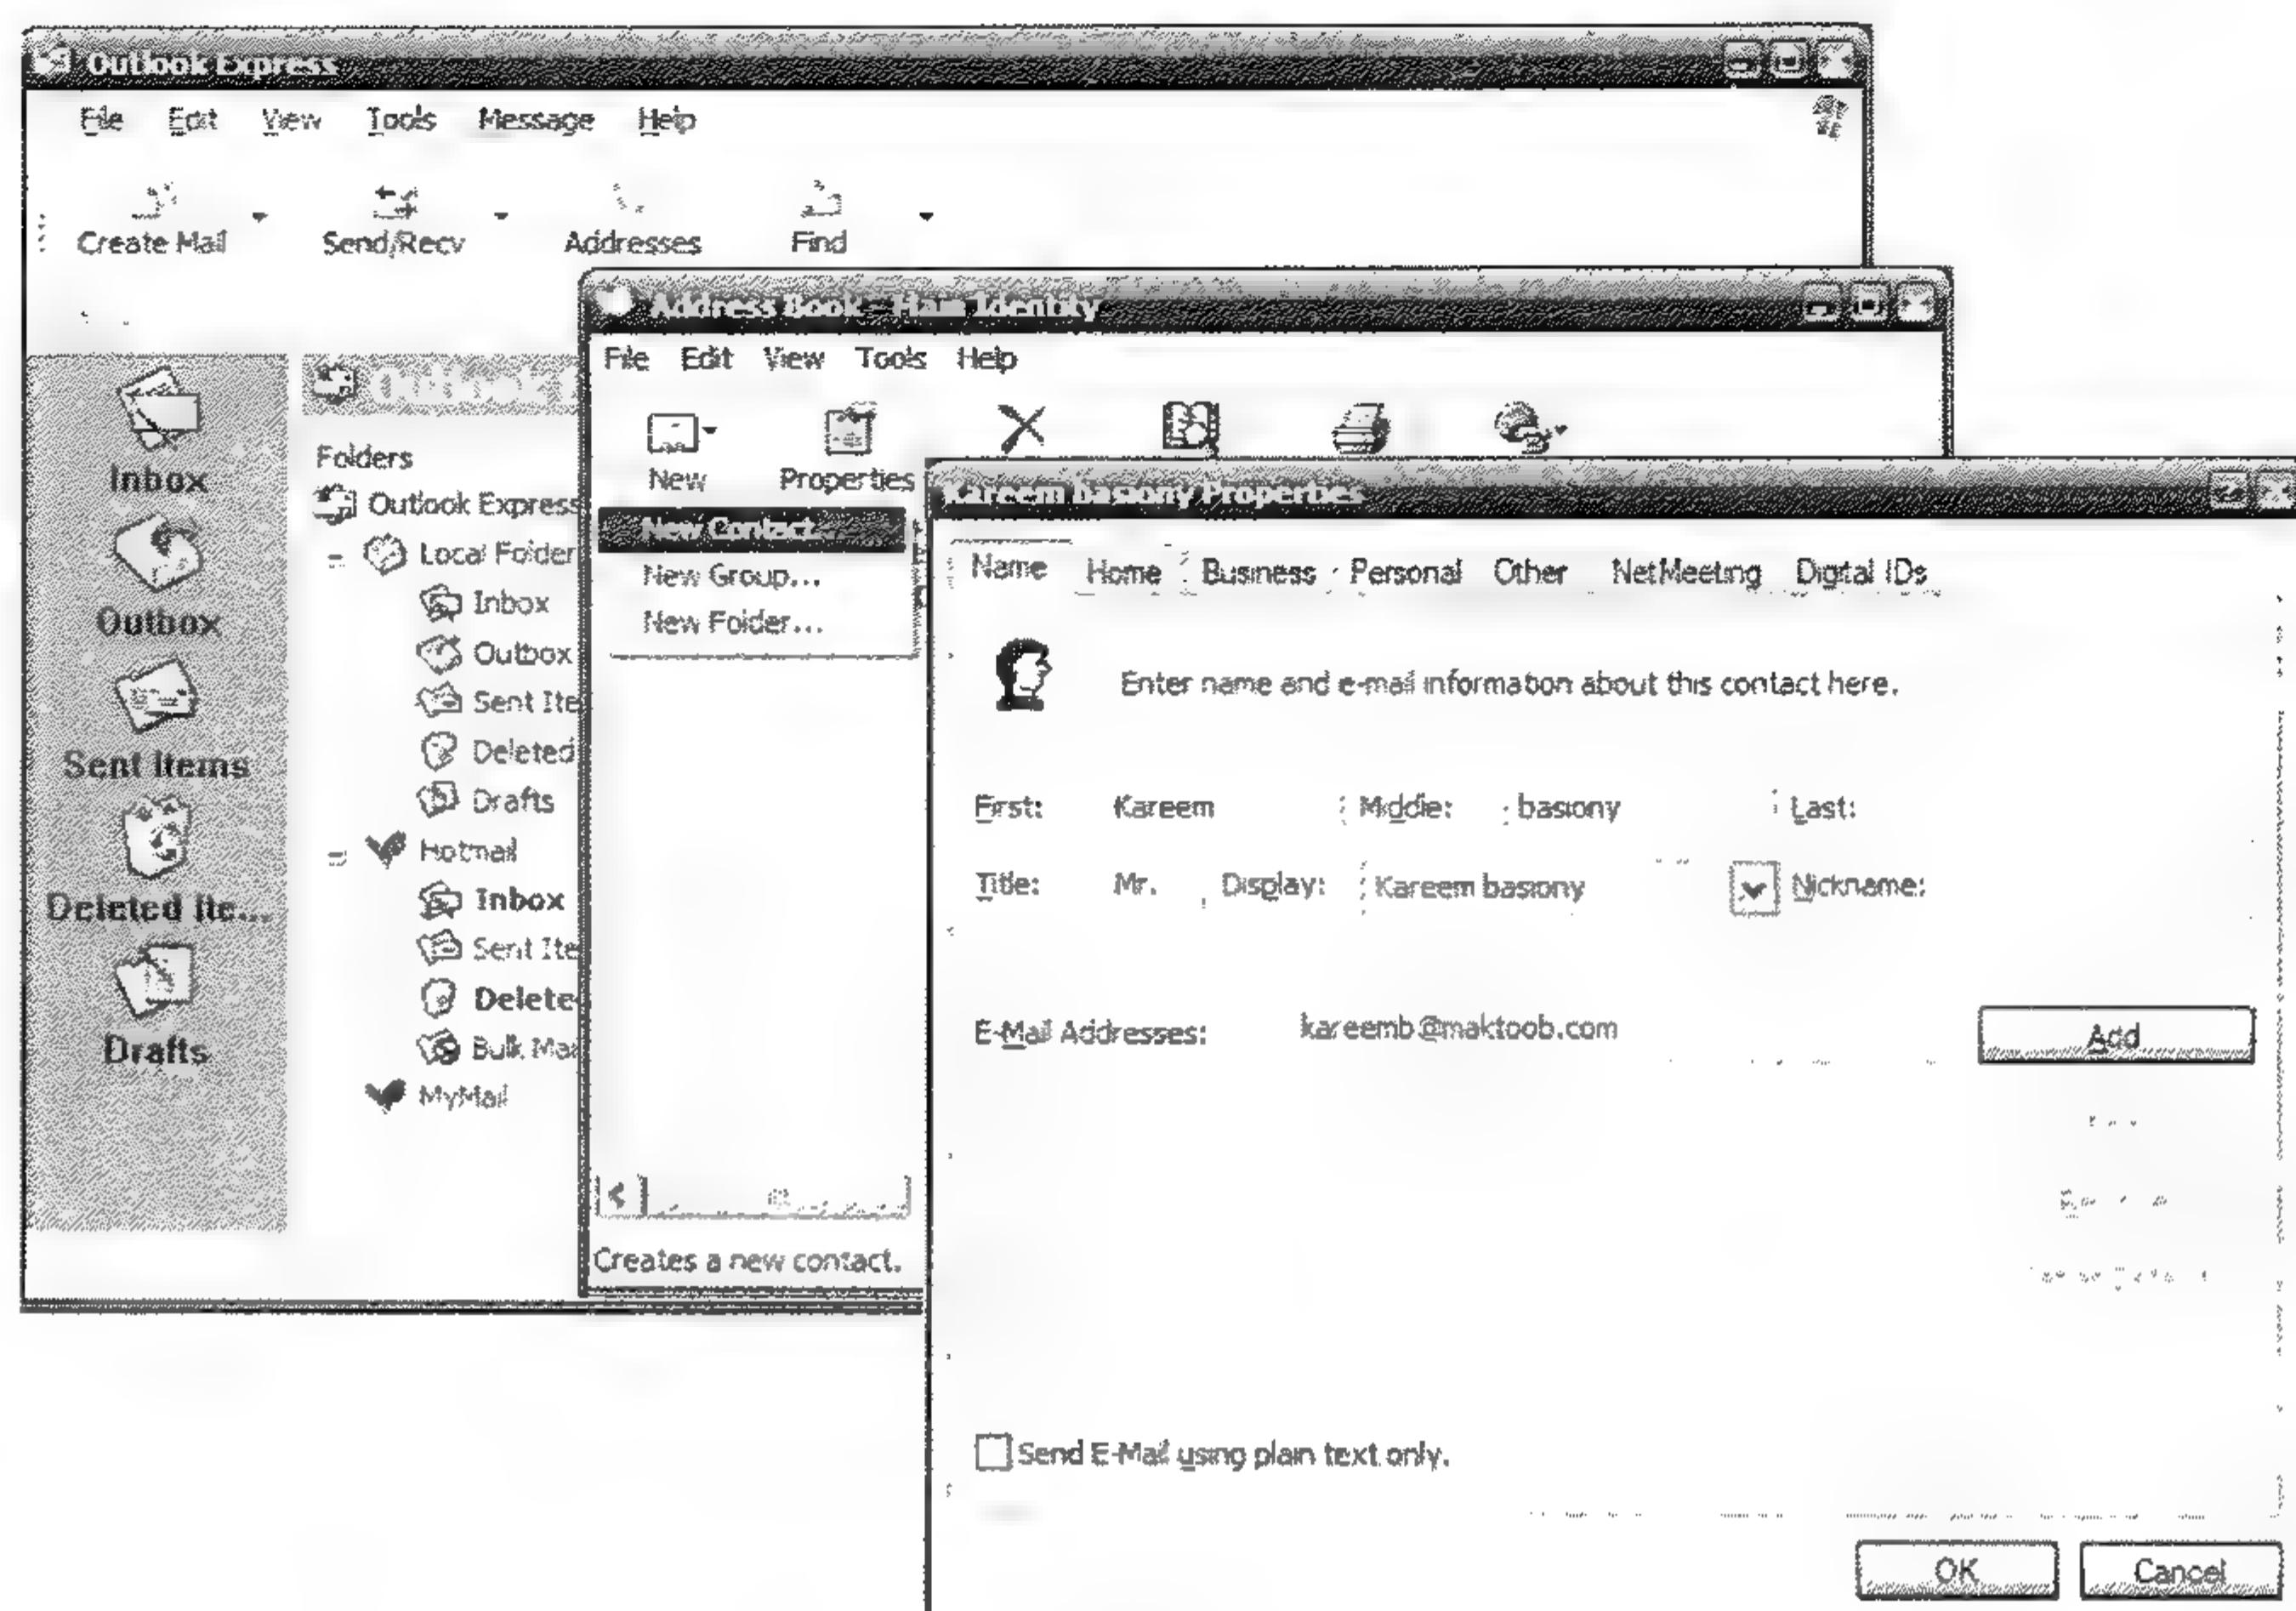 Outlook Express
File Edit View Tools Message Help
Create Mail Send/Recv Addresses Find
Address Book - Main Identity
File Edit View Tools Help
New Properties
New Contact...
New Group...
New Folder...
Creates a new contact.
Inbox
Outbox
Sent Items
Deleted Ite...
Drafts
Outlook
Folders
Outlook Express
Local Folder
Inbox
Outbox
Sent Ite
Deleted
Drafts
Hotmail
Inbox
Sent Ite
Delete
Bulk Mai
MyMail
Kareem basiony Properties
Name Home Business Personal Other NetMeeting Digital IDs
Enter name and e-mail information about this contact here.
First: Kareem Middle: basiony Last:
Title: Mr. Display: Kareem basiony Nickname:
E-Mail Addresses: kareemb@maktoob.com Add
Send E-Mail using plain text only.
OK Cancel